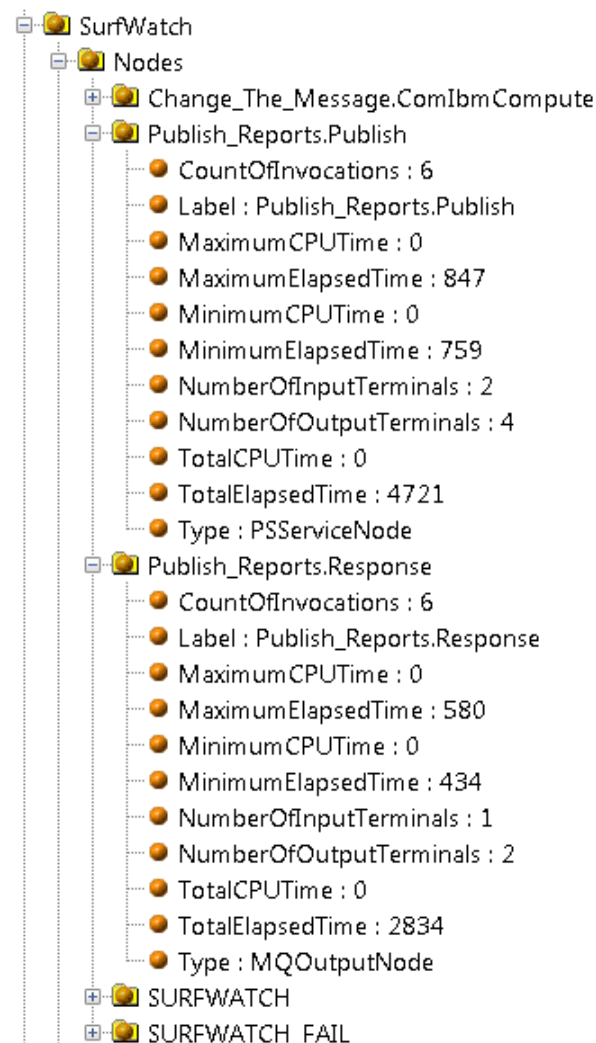 SurfWatch
Nodes
Change_The_Message.ComIbmCompute
Publish_Reports.Publish
CountOfInvocations : 6
Label : Publish_Reports.Publish
MaximumCPUTime : 0
MaximumElapsedTime : 847
MinimumCPUTime : 0
MinimumElapsedTime : 759
NumberOfInputTerminals : 2
NumberOfOutputTerminals : 4
TotalCPUTime : 0
TotalElapsedTime : 4721
Type : PSServiceNode
Publish_Reports.Response
CountOfInvocations : 6
Label : Publish_Reports.Response
MaximumCPUTime : 0
MaximumElapsedTime : 580
MinimumCPUTime : 0
MinimumElapsedTime : 434
NumberOfInputTerminals : 1
NumberOfOutputTerminals : 2
TotalCPUTime : 0
TotalElapsedTime : 2834
Type : MQOutputNode
SURFWATCH
SURFWATCH_FAIL